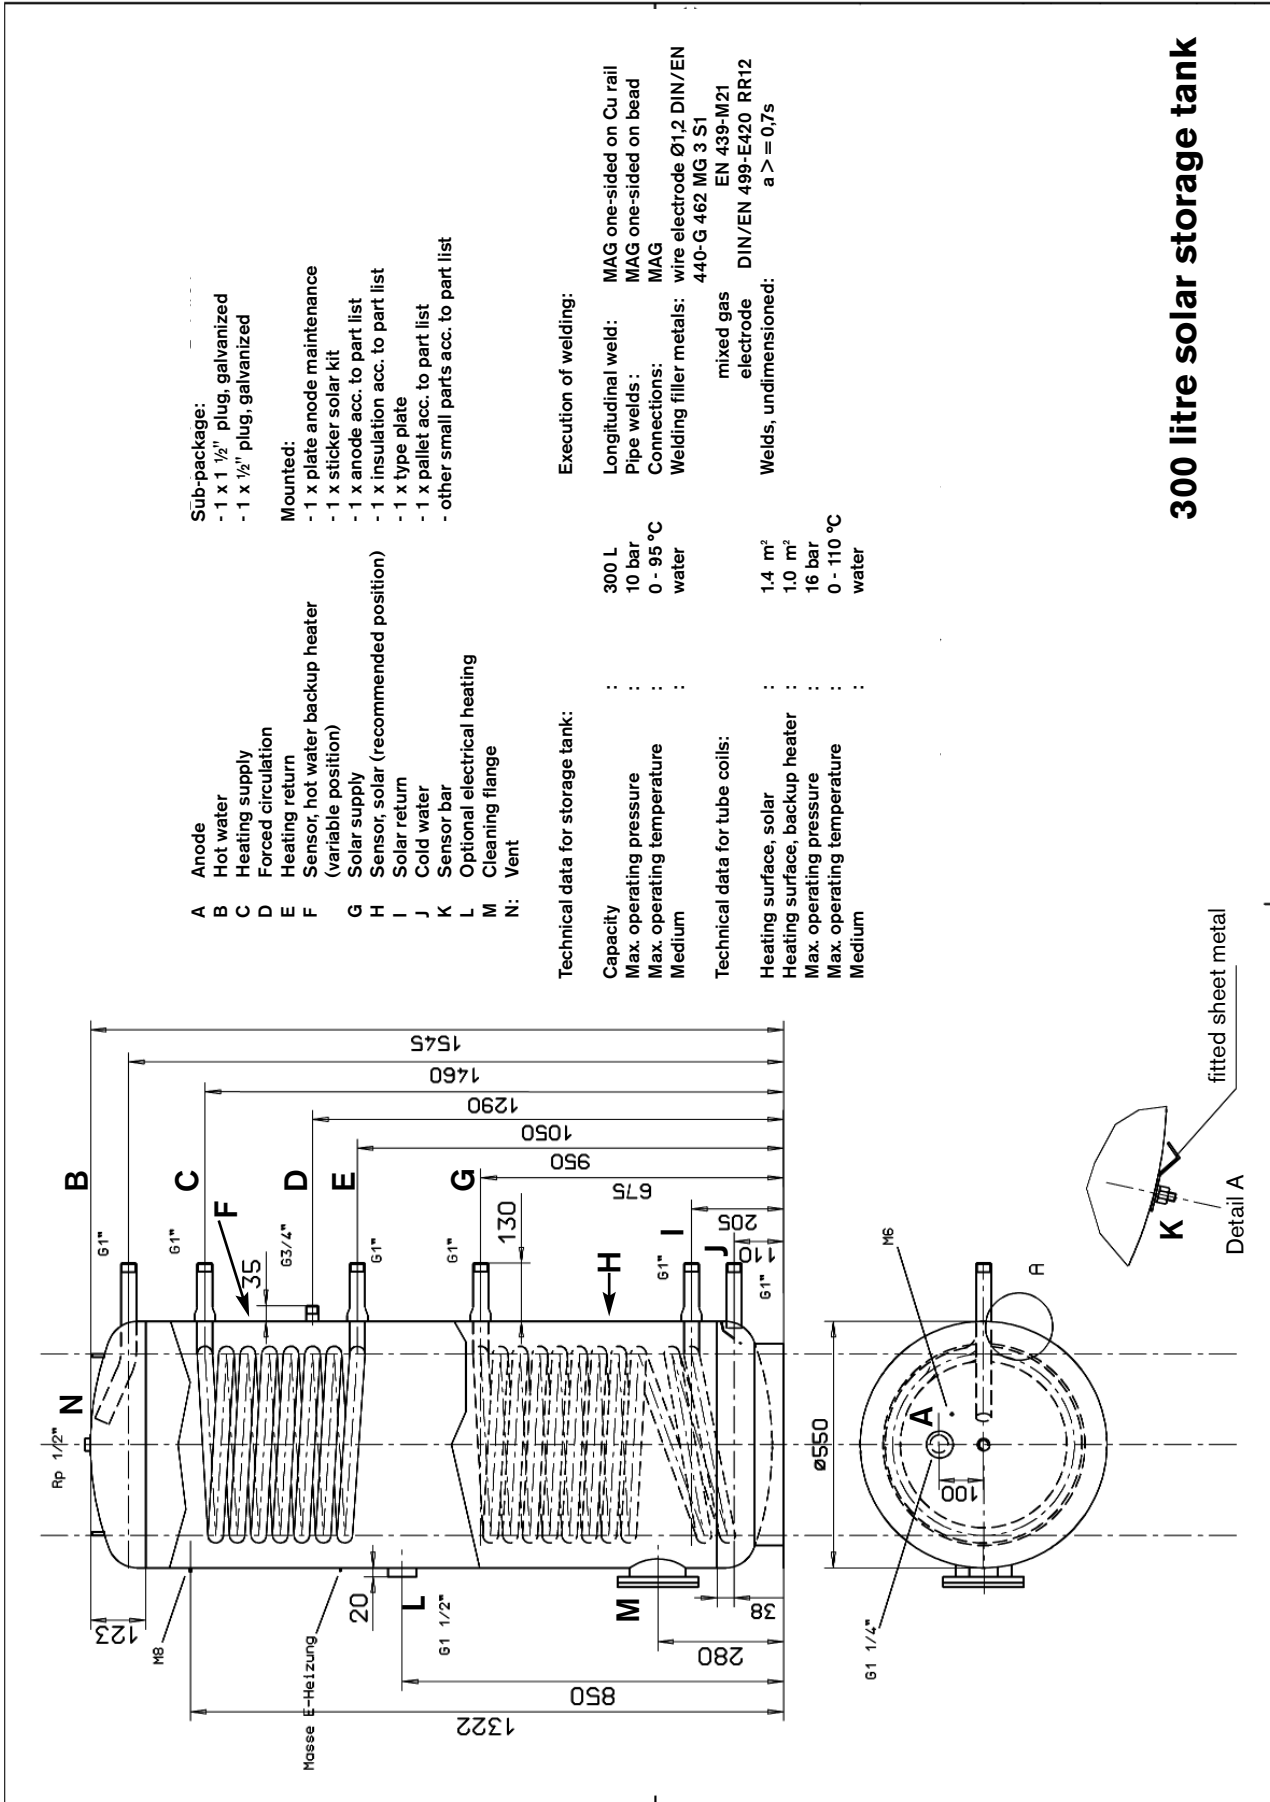 300 litre solar storage tank
A Anode
B Hot water
C Heating supply
D Forced circulation
E Heating return
F Sensor, hot water backup heater
(variable position)
G Solar supply
H Sensor, solar (recommended position)
I Solar return
J Cold water
K Sensor bar
L Optional electrical heating
M Cleaning flange
N: Vent
Sub-package:
- 1 x 1 ½" plug, galvanized
- 1 x ½" plug, galvanized
Mounted:
- 1 x plate anode maintenance
- 1 x sticker solar kit
- 1 x anode acc. to part list
- 1 x insulation acc. to part list
- 1 x type plate
- 1 x pallet acc. to part list
- other small parts acc. to part list
Technical data for storage tank:
Capacity :: 300 L
Max. operating pressure :: 10 bar
Max. operating temperature :: 0 - 95 °C
Medium :: water
Technical data for tube coils:
Heating surface, solar :: 1.4 m²
Heating surface, backup heater :: 1.0 m²
Max. operating pressure :: 16 bar
Max. operating temperature :: 0 - 110 °C
Medium :: water
Execution of welding:
Longitudinal weld: MAG one-sided on Cu rail
Pipe welds : MAG one-sided on bead
Connections: MAG
Welding filler metals: wire electrode Ø1,2 DIN/EN
440-G 462 MG 3 S1
mixed gas EN 439-M21
electrode DIN/EN 499-E420 RR12
Welds, undimensioned: a > = 0,7s
B
C
D
E
F
G
H
I
J
L
M
N
G1"
G1"
G3/4"
G1"
G1"
G1"
G1"
35
130
1545
1460
1290
1050
950
675
205
110
Rp 1/2"
123
M8
Masse E-Heizung
20
G1 1/2"
38
280
850
1322
ø550
100
A
M6
A
G1 1/4"
K
fitted sheet metal
Detail A